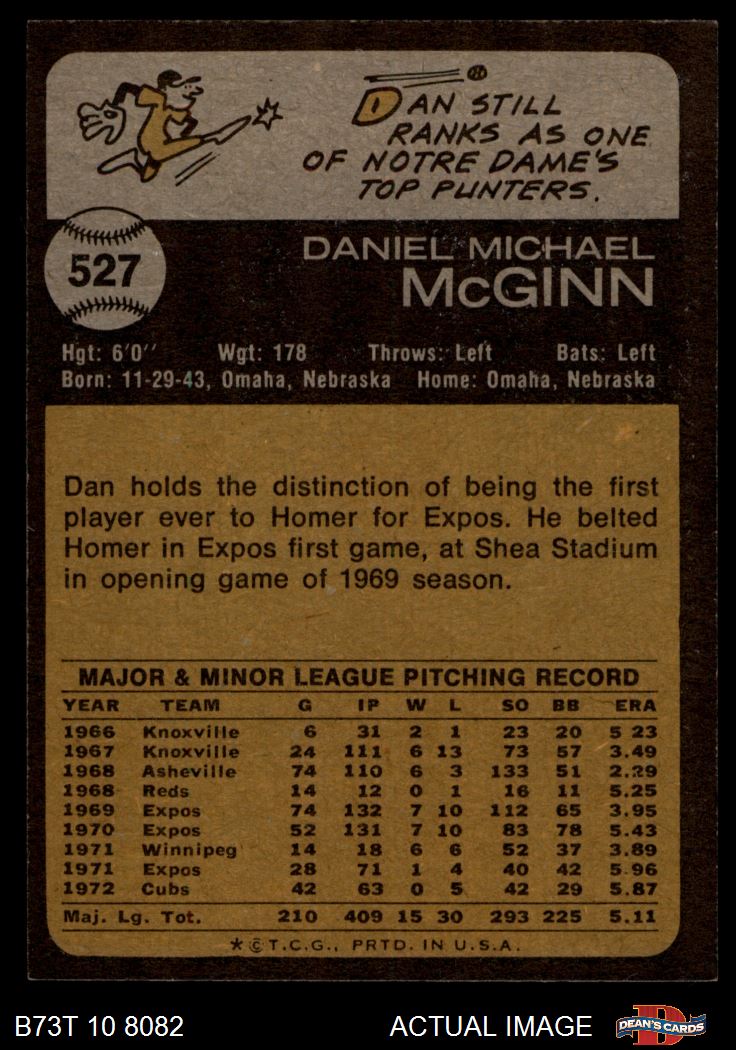 DAN STILL
RANKS AS ONE
OF NOTRE DAME'S
TOP PUNTERS.
527
DANIEL MICHAEL
McGINN
Hgt: 6'0'' Wgt: 178 Throws: Left Bats: Left
Born: 11-29-43, Omaha, Nebraska Home: Omaha, Nebraska
Dan holds the distinction of being the first
player ever to Homer for Expos. He belted
Homer in Expos first game, at Shea Stadium
in opening game of 1969 season.
MAJOR & MINOR LEAGUE PITCHING RECORD
YEAR TEAM G IP W L SO BB ERA
1966 Knoxville 6 31 2 1 23 20 5 23
1967 Knoxville 24 111 6 13 73 57 3.49
1968 Asheville 74 110 6 3 133 51 2.29
1968 Reds 14 12 0 1 16 11 5.25
1969 Expos 74 132 7 10 112 65 3.95
1970 Expos 52 131 7 10 83 78 5.43
1971 Winnipeg 14 18 6 6 52 37 3.89
1971 Expos 28 71 1 4 40 42 5.96
1972 Cubs 42 63 0 5 42 29 5.87
Maj. Lg. Tot. 210 409 15 30 293 225 5.11
*©T.C.G., PRTD. IN U.S.A.
B73T 10 8082 ACTUAL IMAGE DEAN'S CARDS